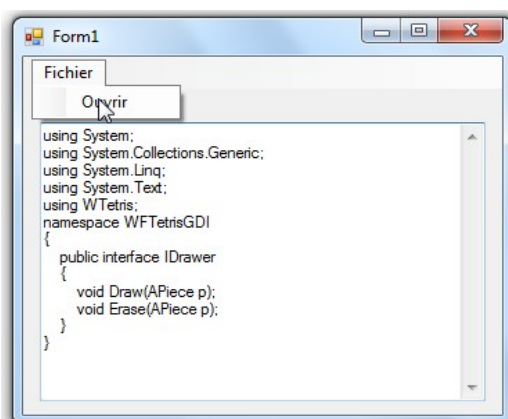 Form1
Fichier
Ouvrir
using System;
using System.Collections.Generic;
using System.Linq;
using System.Text;
using WTetris;
namespace WFTetrisGDI
{
public interface IDrawer
{
void Draw(APiece p);
void Erase(APiece p);
}
}